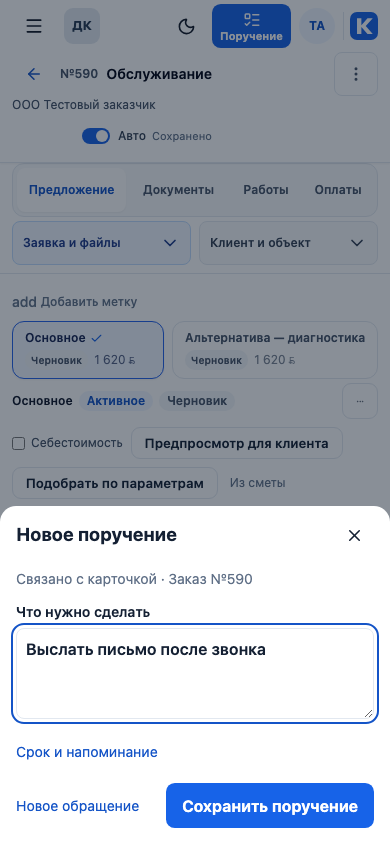 ДК
Поручение
ТА
K
№590 Обслуживание
ООО Тестовый заказчик
Авто Сохранено
Предложение Документы Работы Оплаты
Заявка и файлы Клиент и объект
add Добавить метку
Основное Альтернатива — диагностика
Черновик 1 620 Черновик 1 620
Основное Активное Черновик ...
Себестоимость Предпросмотр для клиента
Подобрать по параметрам Из сметы
Новое поручение
Связано с карточкой · Заказ №590
Что нужно сделать
Выслать письмо после звонка
Срок и напоминание
Новое обращение Сохранить поручение